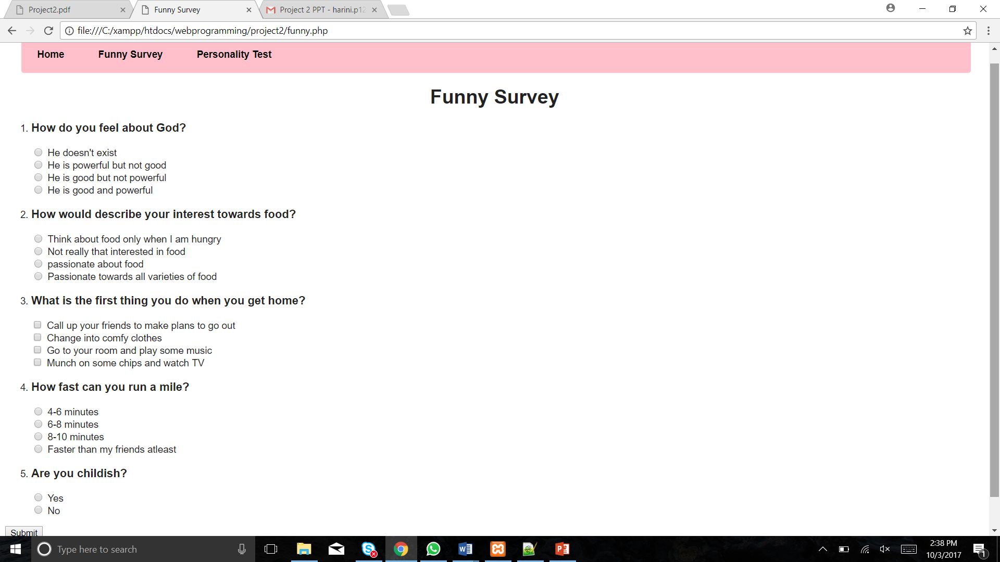 Project2.pdf
Funny Survey
Project 2 PPT - harini.p12
file:///C:/xampp/htdocs/webprogramming/project2/funny.php
Home Funny Survey Personality Test
Funny Survey
1. How do you feel about God?
He doesn't exist
He is powerful but not good
He is good but not powerful
He is good and powerful
2. How would describe your interest towards food?
Think about food only when I am hungry
Not really that interested in food
passionate about food
Passionate towards all varieties of food
3. What is the first thing you do when you get home?
Call up your friends to make plans to go out
Change into comfy clothes
Go to your room and play some music
Munch on some chips and watch TV
4. How fast can you run a mile?
4-6 minutes
6-8 minutes
8-10 minutes
Faster than my friends atleast
5. Are you childish?
Yes
No
Submit
Type here to search
2:38 PM
10/3/2017
1